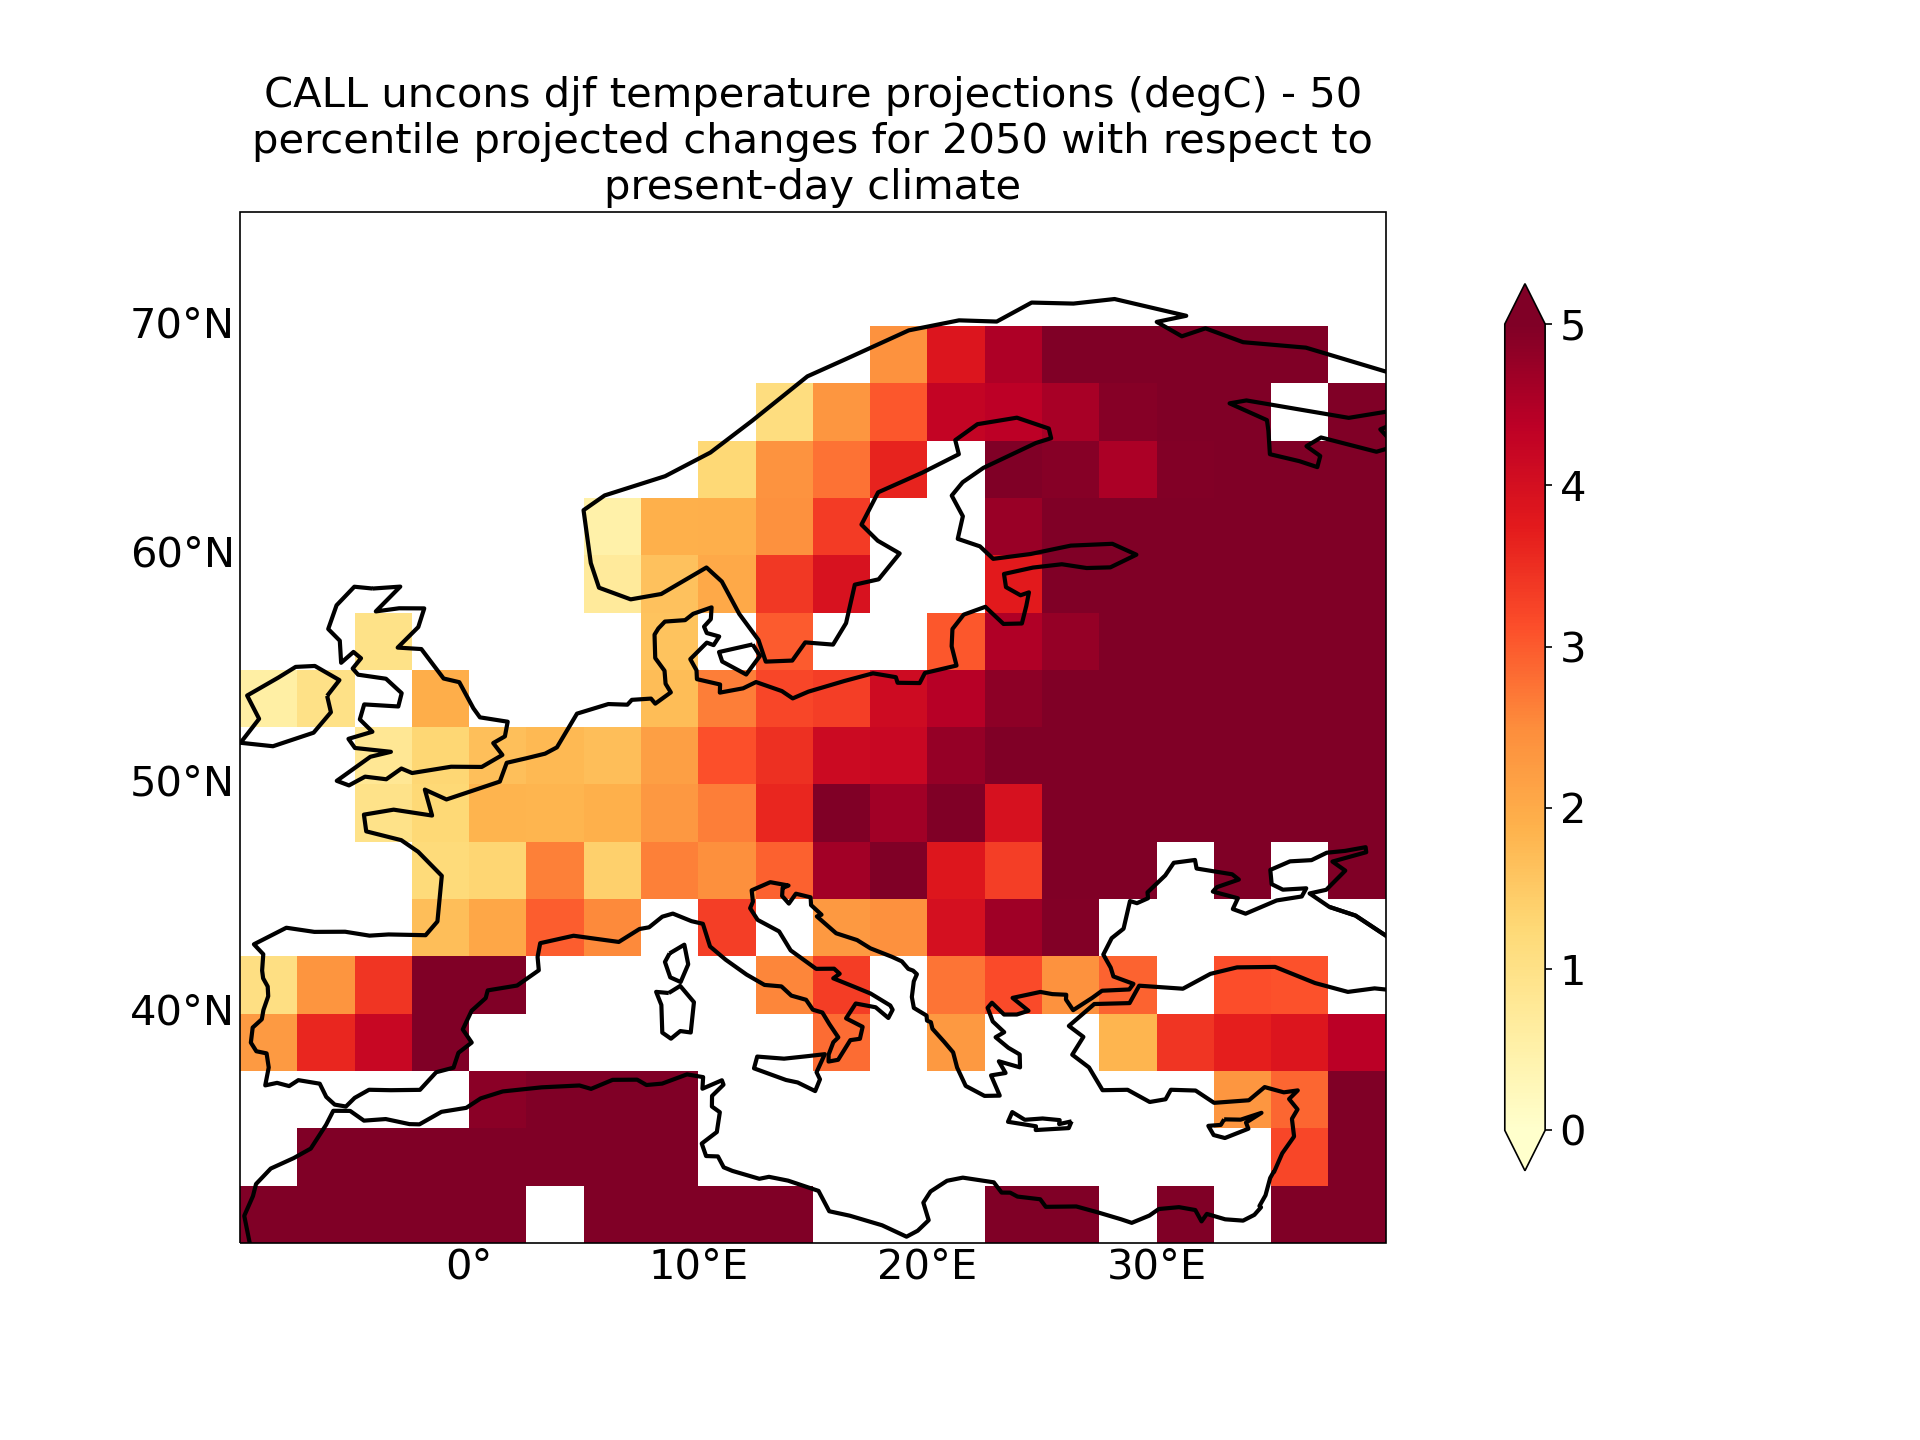 CALL uncons djf temperature projections (degC) - 50
percentile projected changes for 2050 with respect to
present-day climate
70°N
60°N
50°N
40°N
0°
10°E
20°E
30°E
5
4
3
2
1
0